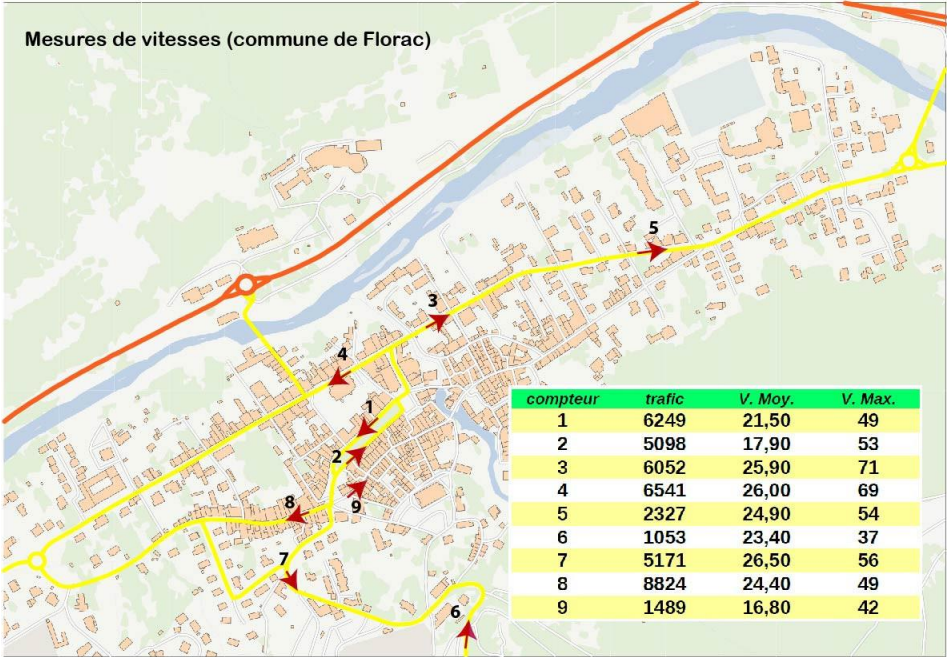 Mesures de vitesses (commune de Florac)
5
3
4
1
2
8
9
7
6
compteur trafic V. Moy. V. Max.
1 6249 21,50 49
2 5098 17,90 53
3 6052 25,90 71
4 6541 26,00 69
5 2327 24,90 54
6 1053 23,40 37
7 5171 26,50 56
8 8824 24,40 49
9 1489 16,80 42